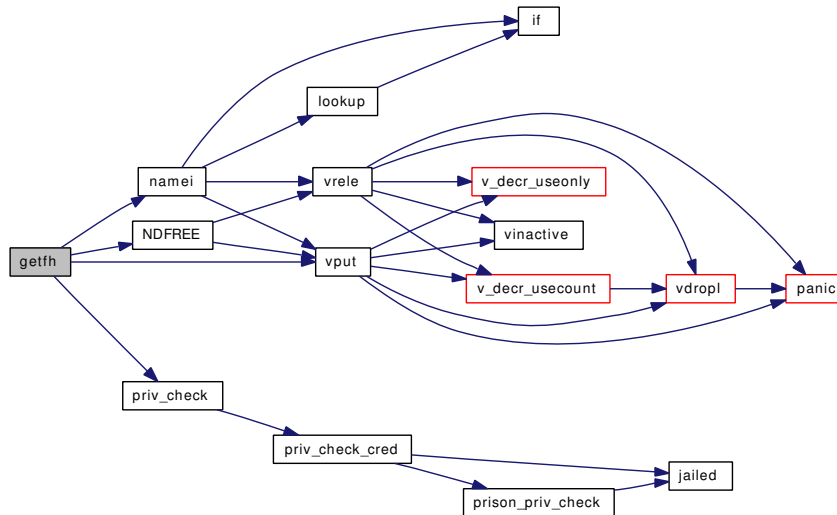 if
lookup
namei
vrele
v_decr_useonly
NDFREE
vinactive
getfh
vput
v_decr_usecount
vdropl
panic
priv_check
priv_check_cred
jailed
prison_priv_check